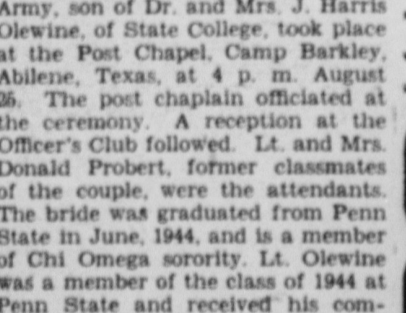 Army, son of Dr. and Mrs. J. Harris
Olewine, of State College, took place
at the Post Chapel, Camp Barkley,
Abilene, Texas, at 4 p. m. August
26. The post chaplain officiated at
the ceremony. A reception at the
Officer's Club followed. Lt. and Mrs.
Donald Probert, former classmates
of the couple, were the attendants.
The bride was graduated from Penn
State in June, 1944, and is a member
of Chi Omega sorority. Lt. Olewine
was a member of the class of 1944 at
Penn State and received his com-